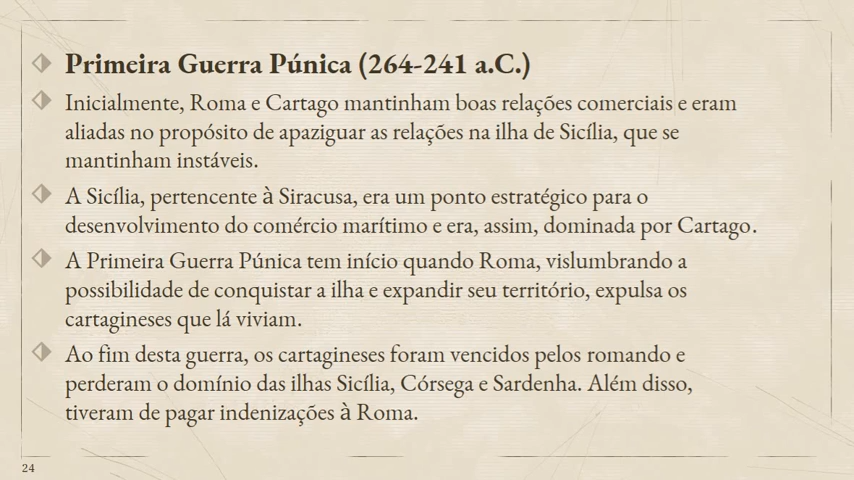 Primeira Guerra Púnica (264-241 a.C.)
Inicialmente, Roma e Cartago mantinham boas relações comerciais e eram
aliadas no propósito de apaziguar as relações na ilha de Sicília, que se
mantinham instáveis.
A Sicília, pertencente à Siracusa, era um ponto estratégico para o
desenvolvimento do comércio marítimo e era, assim, dominada por Cartago.
A Primeira Guerra Púnica tem início quando Roma, vislumbrando a
possibilidade de conquistar a ilha e expandir seu território, expulsa os
cartagineses que lá viviam.
Ao fim desta guerra, os cartagineses foram vencidos pelos romando e
perderam o domínio das ilhas Sicília, Córsega e Sardenha. Além disso,
tiveram de pagar indenizações à Roma.
24